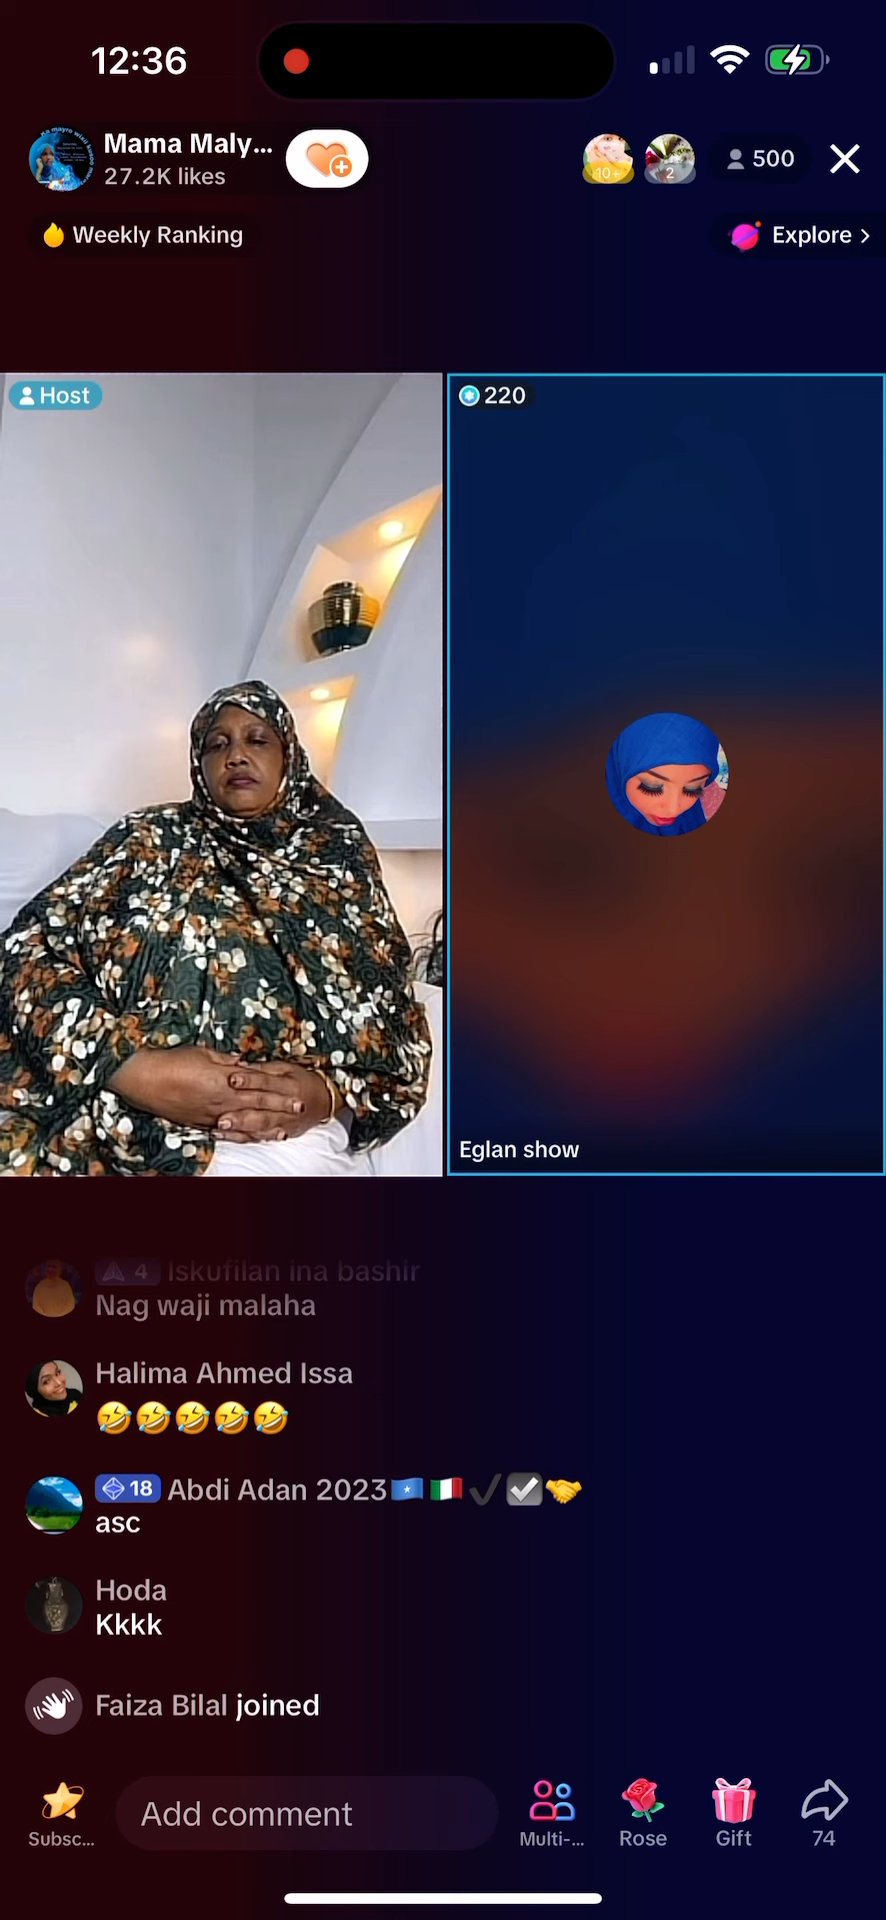 12:36
Mama Maly...
27.2K likes
10+
2
500
Weekly Ranking
Explore >
Host
220
Eglan show
4 Iskufilan ina bashir
Nag waji malaha
Halima Ahmed Issa
🤣🤣🤣🤣🤣
18 Abdi Adan 2023🇸🇴🇮🇹✔️☑️🤝
asc
Hoda
Kkkk
Faiza Bilal joined
Add comment
Subsc...
Multi-...
Rose
Gift
74